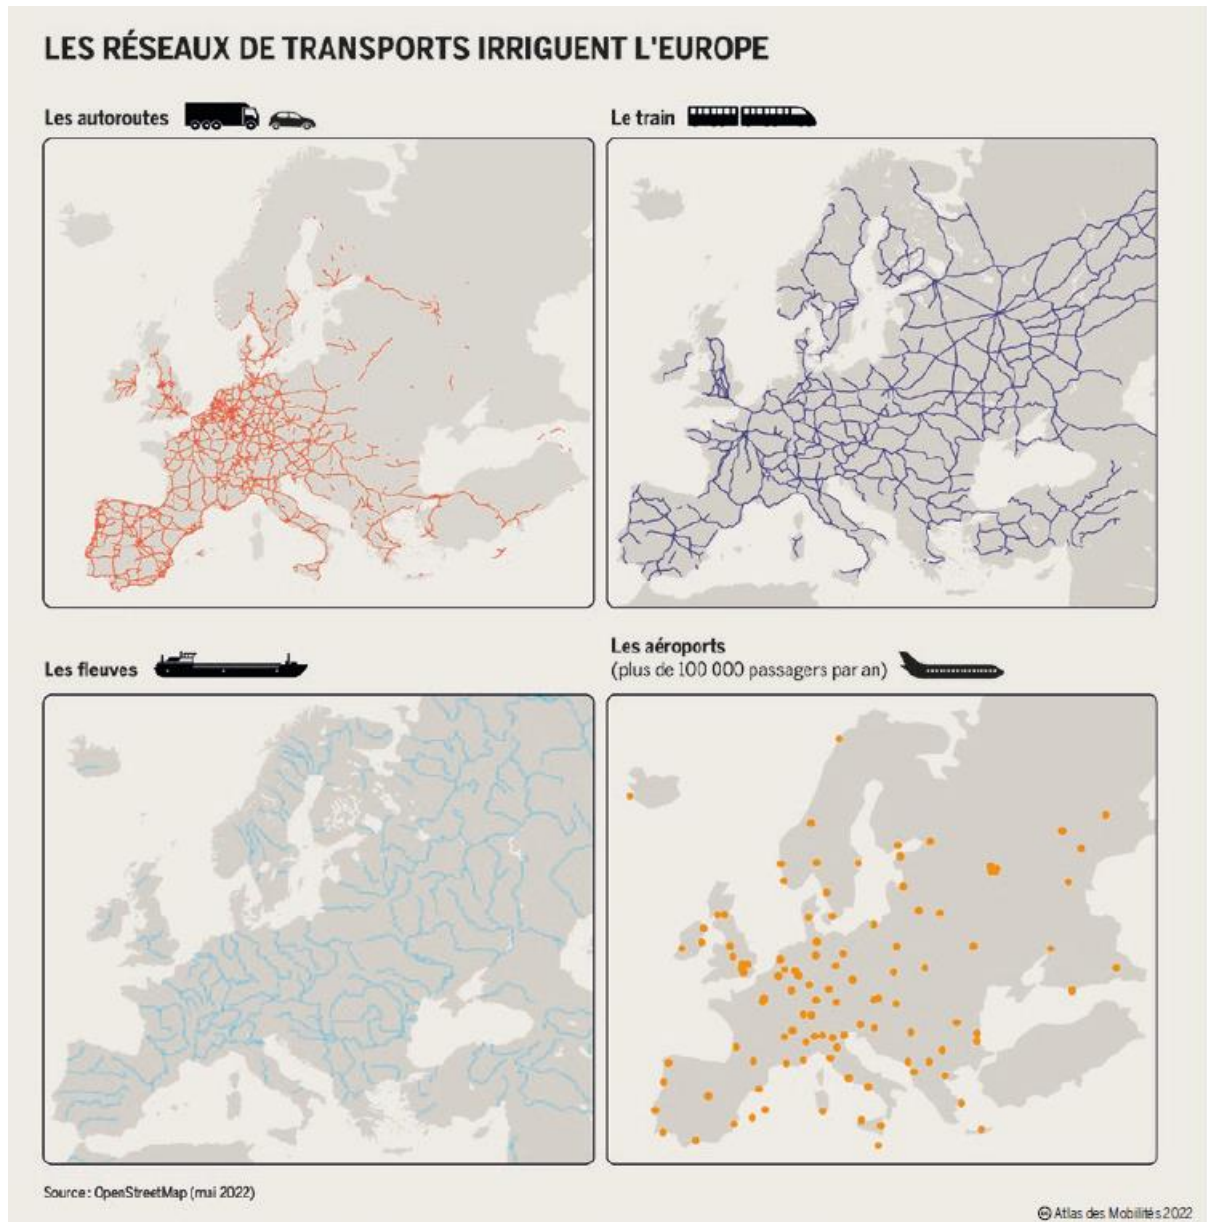 LES RÉSEAUX DE TRANSPORTS IRRIGUENT L'EUROPE
Les autoroutes
Le train
Les fleuves
Les aéroports
(plus de 100 000 passagers par an)
Source : OpenStreetMap (mai 2022)
Atlas des Mobilités 2022